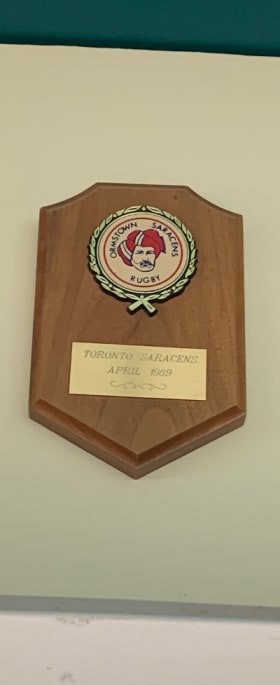 ORMSTOWN SARACENS
RUGBY
TORONTO SARACENS
APRIL 1989